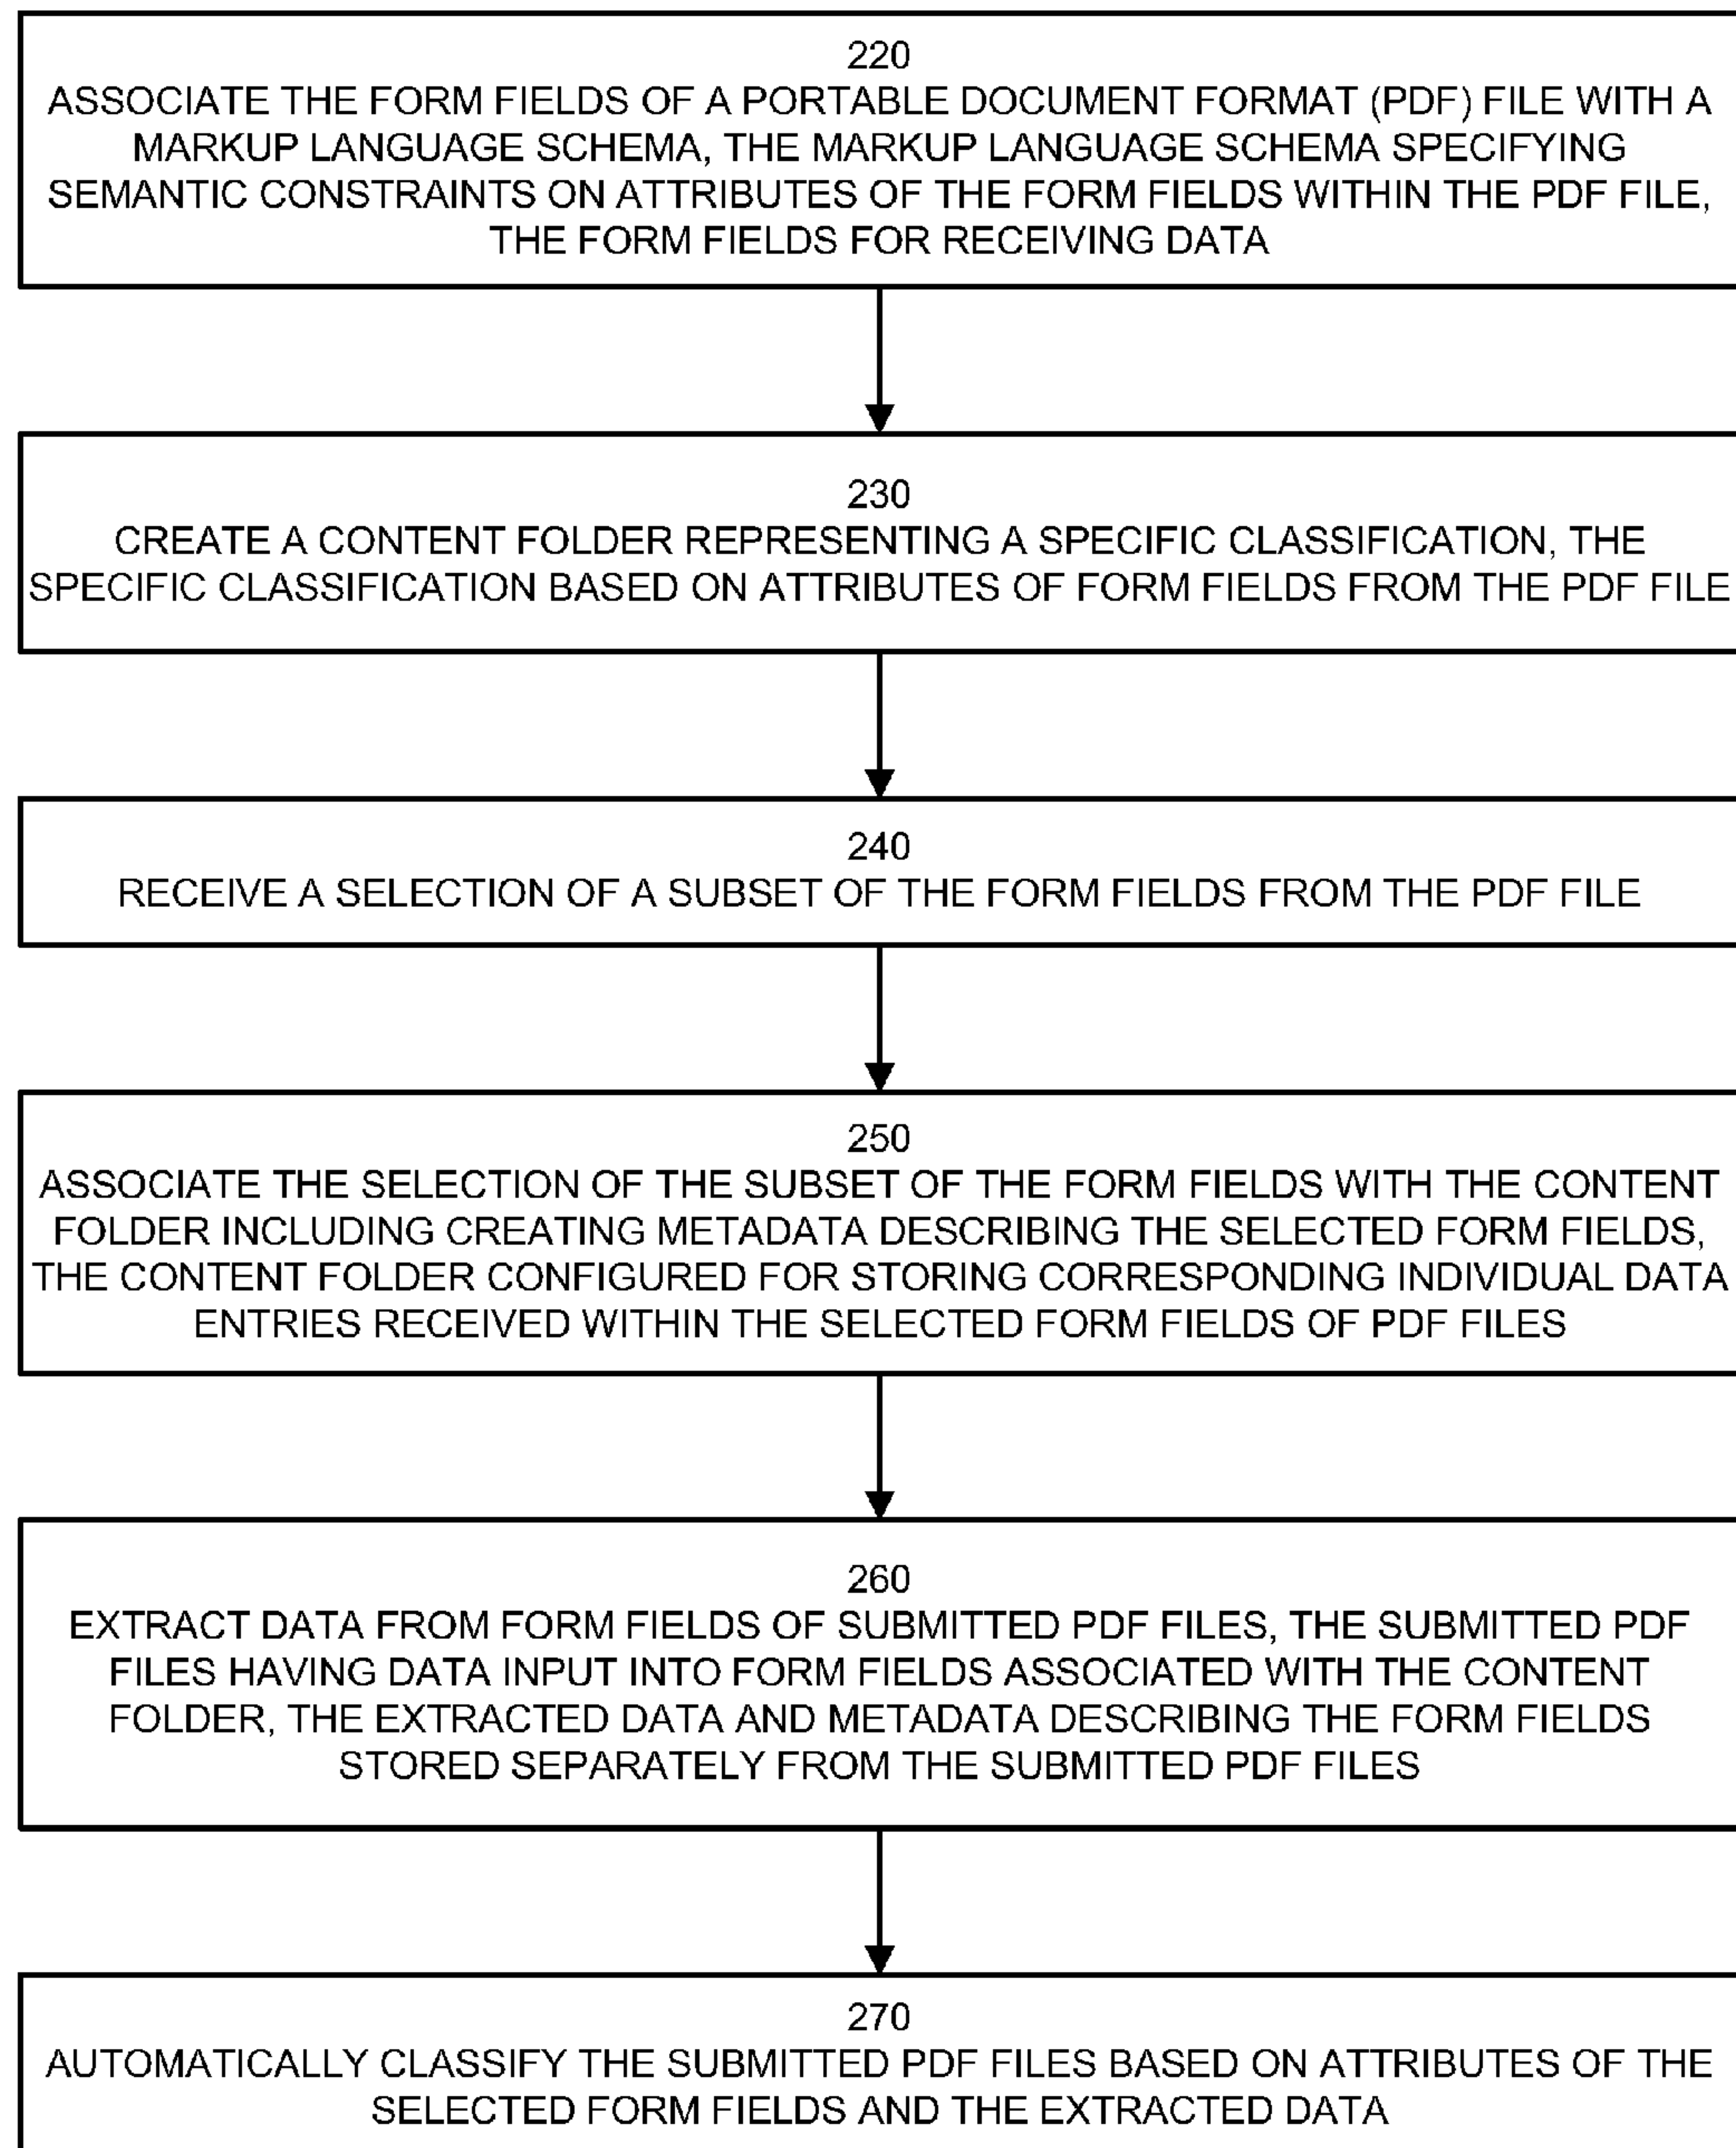 220
ASSOCIATE THE FORM FIELDS OF A PORTABLE DOCUMENT FORMAT (PDF) FILE WITH A
MARKUP LANGUAGE SCHEMA, THE MARKUP LANGUAGE SCHEMA SPECIFYING
SEMANTIC CONSTRAINTS ON ATTRIBUTES OF THE FORM FIELDS WITHIN THE PDF FILE,
THE FORM FIELDS FOR RECEIVING DATA
230
CREATE A CONTENT FOLDER REPRESENTING A SPECIFIC CLASSIFICATION, THE
SPECIFIC CLASSIFICATION BASED ON ATTRIBUTES OF FORM FIELDS FROM THE PDF FILE
240
RECEIVE A SELECTION OF A SUBSET OF THE FORM FIELDS FROM THE PDF FILE
250
ASSOCIATE THE SELECTION OF THE SUBSET OF THE FORM FIELDS WITH THE CONTENT
FOLDER INCLUDING CREATING METADATA DESCRIBING THE SELECTED FORM FIELDS,
THE CONTENT FOLDER CONFIGURED FOR STORING CORRESPONDING INDIVIDUAL DATA
ENTRIES RECEIVED WITHIN THE SELECTED FORM FIELDS OF PDF FILES
260
EXTRACT DATA FROM FORM FIELDS OF SUBMITTED PDF FILES, THE SUBMITTED PDF
FILES HAVING DATA INPUT INTO FORM FIELDS ASSOCIATED WITH THE CONTENT
FOLDER, THE EXTRACTED DATA AND METADATA DESCRIBING THE FORM FIELDS
STORED SEPARATELY FROM THE SUBMITTED PDF FILES
270
AUTOMATICALLY CLASSIFY THE SUBMITTED PDF FILES BASED ON ATTRIBUTES OF THE
SELECTED FORM FIELDS AND THE EXTRACTED DATA